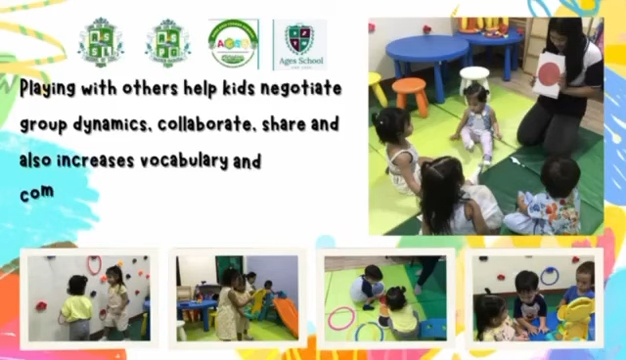 Ages School
Playing with others help kids negotiate
group dynamics, collaborate, share and
also increases vocabulary and
com